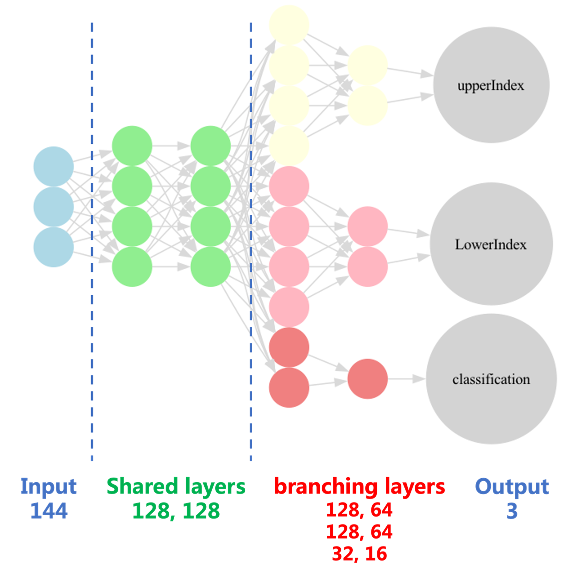 upperIndex
LowerIndex
classification
Input
144
Shared layers
128, 128
branching layers
128, 64
128, 64
32, 16
Output
3